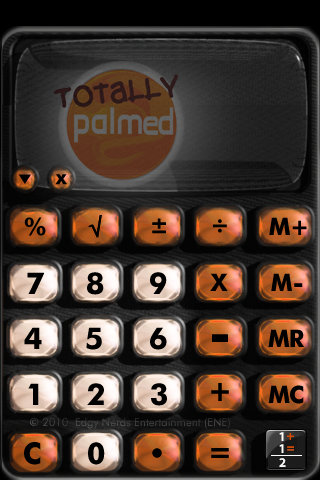 TOTALLY
palmed
▼ X
% √ ± ÷ M+
7 8 9 X M-
4 5 6 - MR
1 2 3 + MC
© 2010 Edgy Nerds Entertainment (ENE)
C 0 . =
1+
1=
2